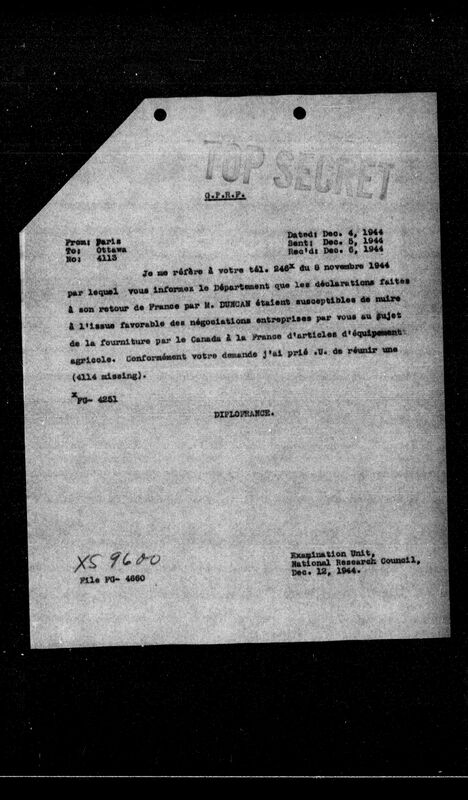 TOP SECRET
G.P.R.F.
From: Paris
To: Ottawa
No: 4113
Dated: Dec. 4, 1944
Sent: Dec. 5, 1944
Rec'd: Dec. 6, 1944
Je me réfère à votre tél. 246x du 8 novembre 1944
par lequel vous informez le Département que les déclarations faites
à son retour de France par M. DUNCAN étaient susceptibles de nuire
à l'issue favorable des négociations entreprises par vous au sujet
de la fourniture par le Canada à la France d'articles d'équipement
agricole. Conformément votre demande j'ai prié .U. de réunir une
(4114 missing).
x FG- 4251
DIPLOFRANCE.
XS 9600
File FG- 4660
Examination Unit,
National Research Council,
Dec. 12, 1944.